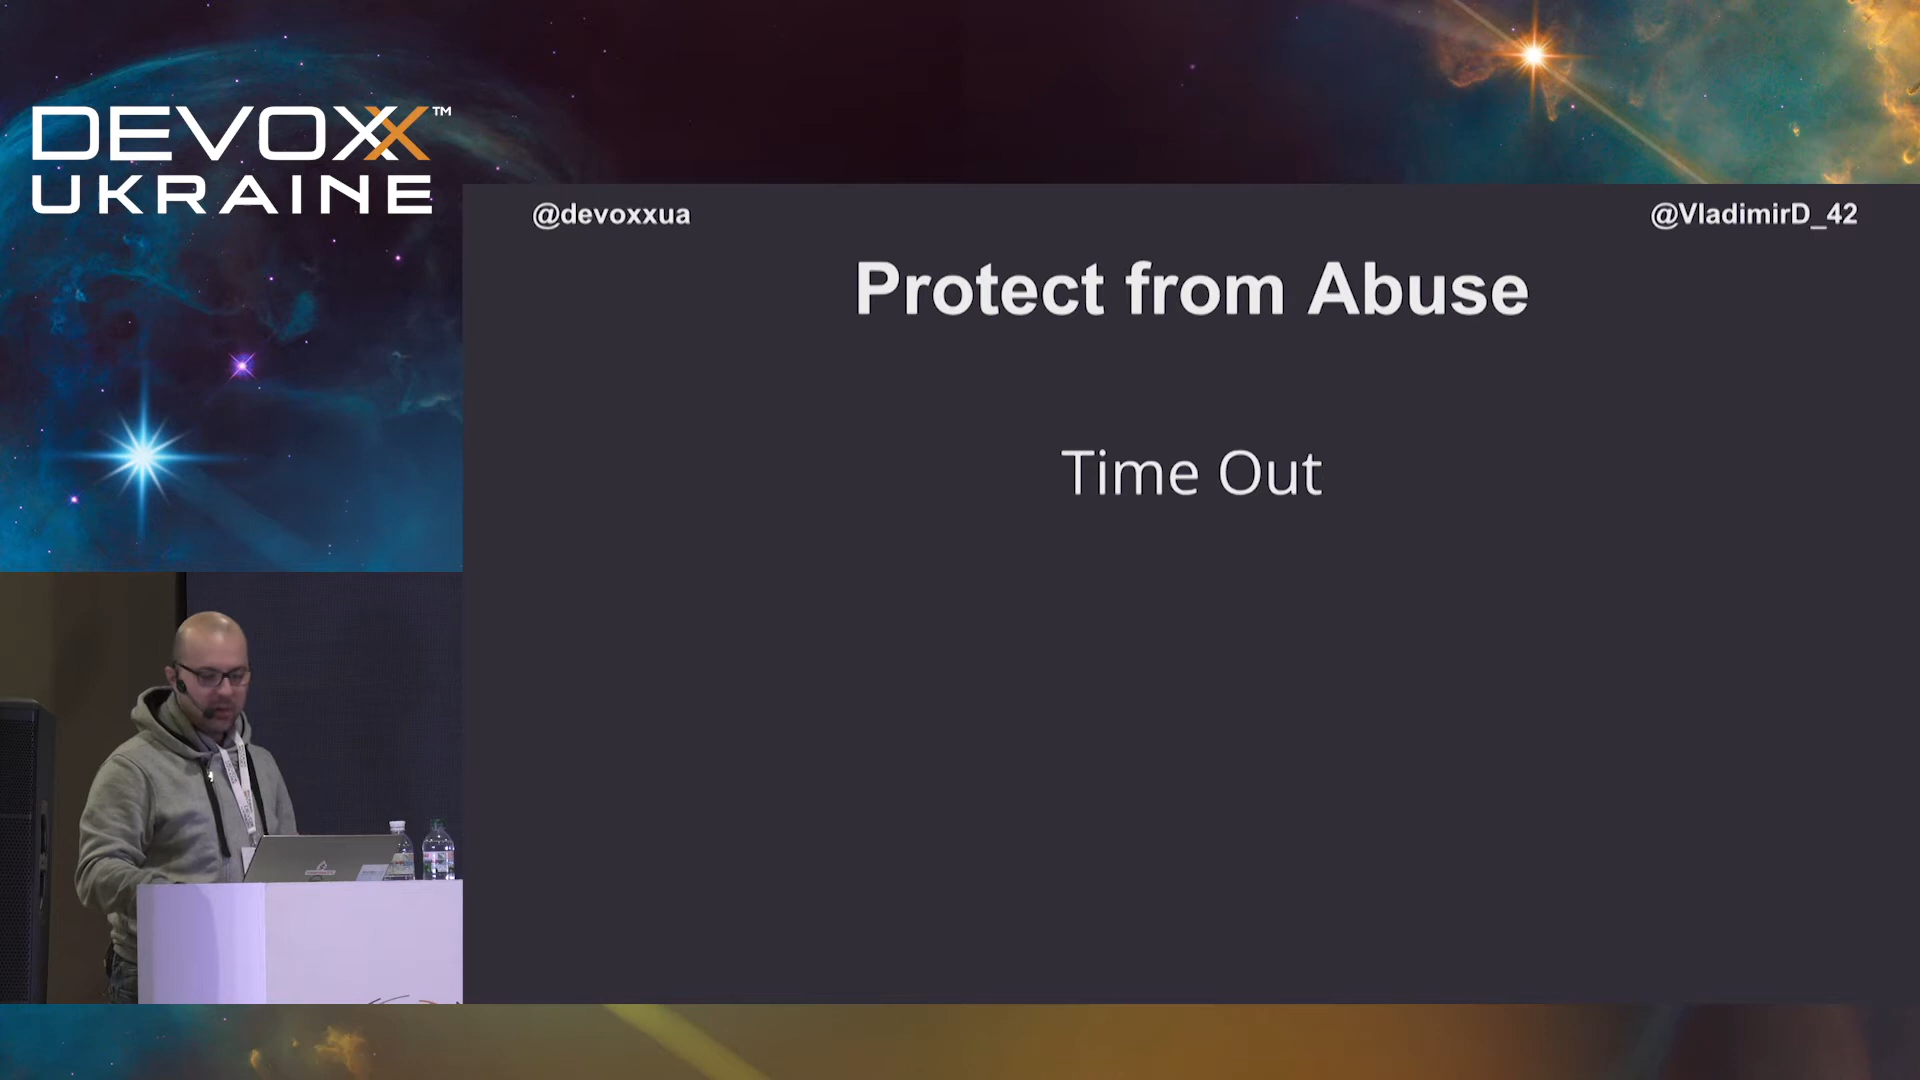 DEVOXX™
UKRAINE
@devoxxua
@VladimirD_42
Protect from Abuse
Time Out